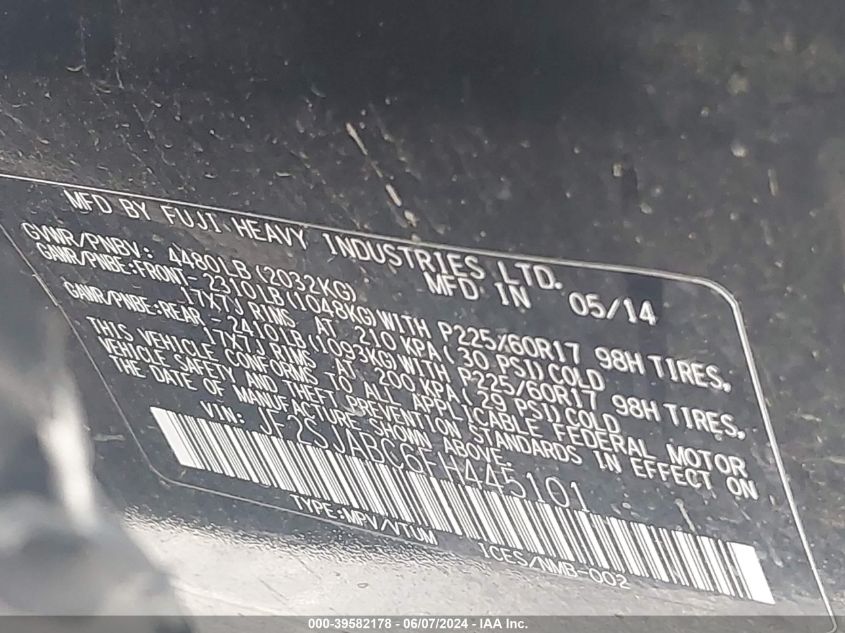 MFD BY FUJI HEAVY INDUSTRIES LTD.
MFD IN 05/14
GVWR/PNBV: 4480LB(2032KG)
GAWR/PNBE:FRONT-2310LB(1048KG)WITH P225/60R17 98H TIRES,
17X7J RIMS AT 210 KPA(30 PSI)COLD
GAWR/PNBE:REAR -2410LB(1093KG)WITH P225/60R17 98H TIRES,
17X7J RIMS AT 200 KPA(29 PSI)COLD
THIS VEHICLE CONFORMS TO ALL APPLICABLE FEDERAL MOTOR
VEHICLE SAFETY AND THEFT PREVENTION STANDARDS IN EFFECT ON
THE DATE OF MANUFACTURE SHOWN ABOVE.
VIN: JF2SJABC6FH445101
TYPE:MPV/VTUM ICES/NMB-002
000-39582178 - 06/07/2024 - IAA Inc.